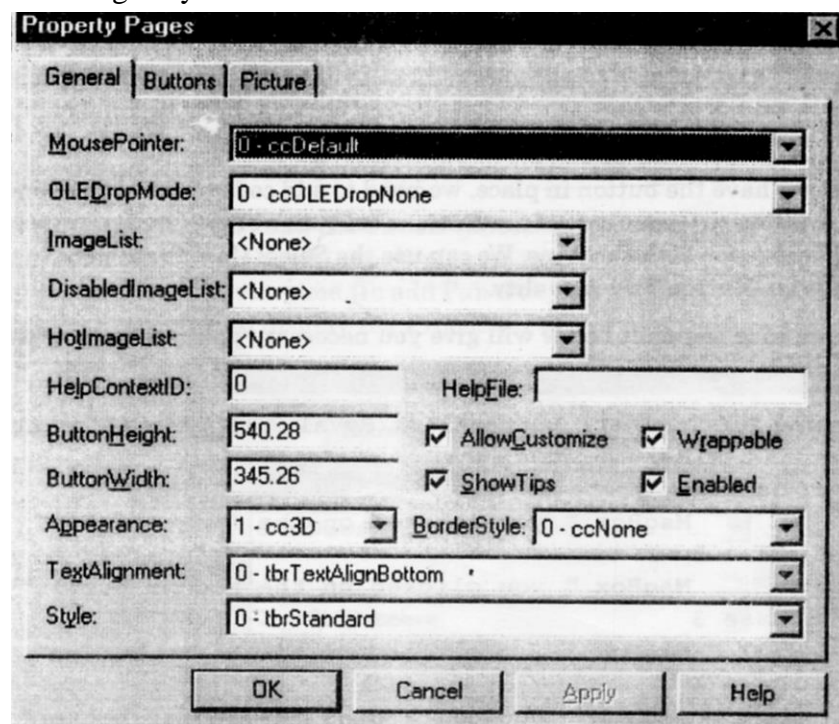 Property Pages
General Buttons Picture
MousePointer: 0 - ccDefault
OLEDropMode: 0 - ccOLEDropNone
ImageList: <None>
DisabledImageList: <None>
HotImageList: <None>
HelpContextID: 0 HelpFile:
ButtonHeight: 540.28 AllowCustomize Wrappable
ButtonWidth: 345.26 ShowTips Enabled
Appearance: 1 - cc3D BorderStyle: 0 - ccNone
TextAlignment: 0 - tbrTextAlignBottom
Style: 0 - tbrStandard
OK Cancel Apply Help